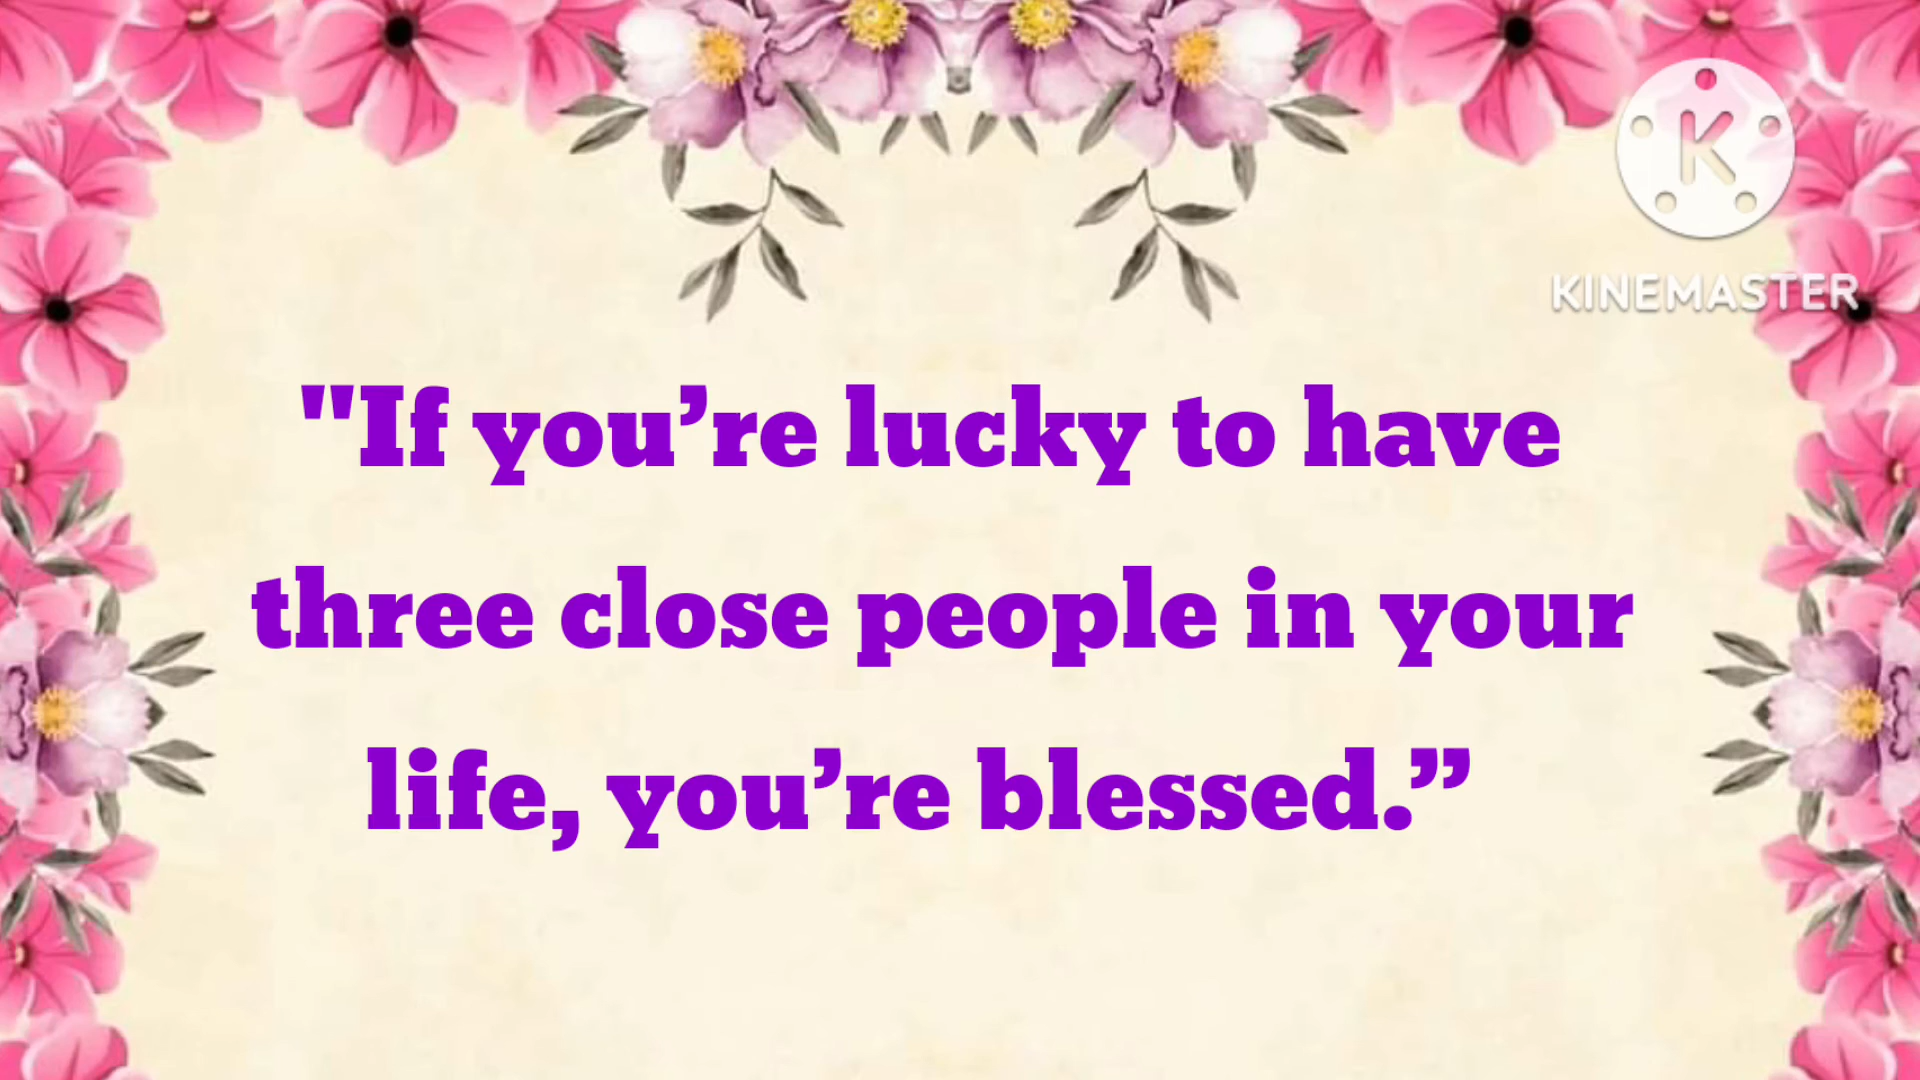 K
KINEMASTER
"If you’re lucky to have
three close people in your
life, you’re blessed.”